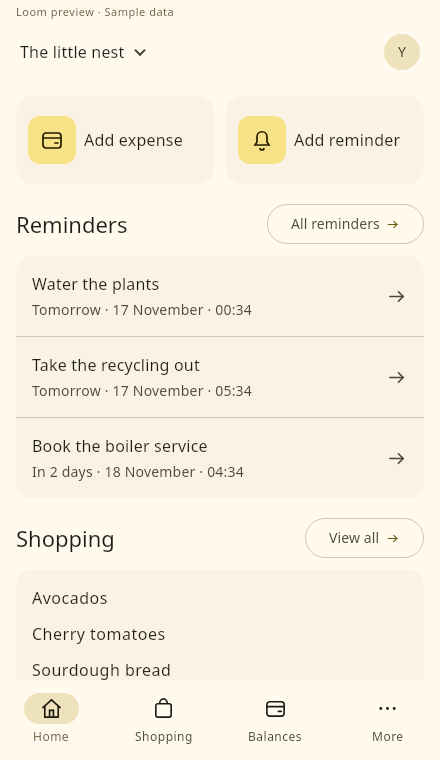 Loom preview · Sample data
The little nest
Y
Add expense
Add reminder
Reminders
All reminders →
Water the plants
Tomorrow · 17 November · 00:34
Take the recycling out
Tomorrow · 17 November · 05:34
Book the boiler service
In 2 days · 18 November · 04:34
Shopping
View all →
Avocados
Cherry tomatoes
Sourdough bread
Home
Shopping
Balances
More